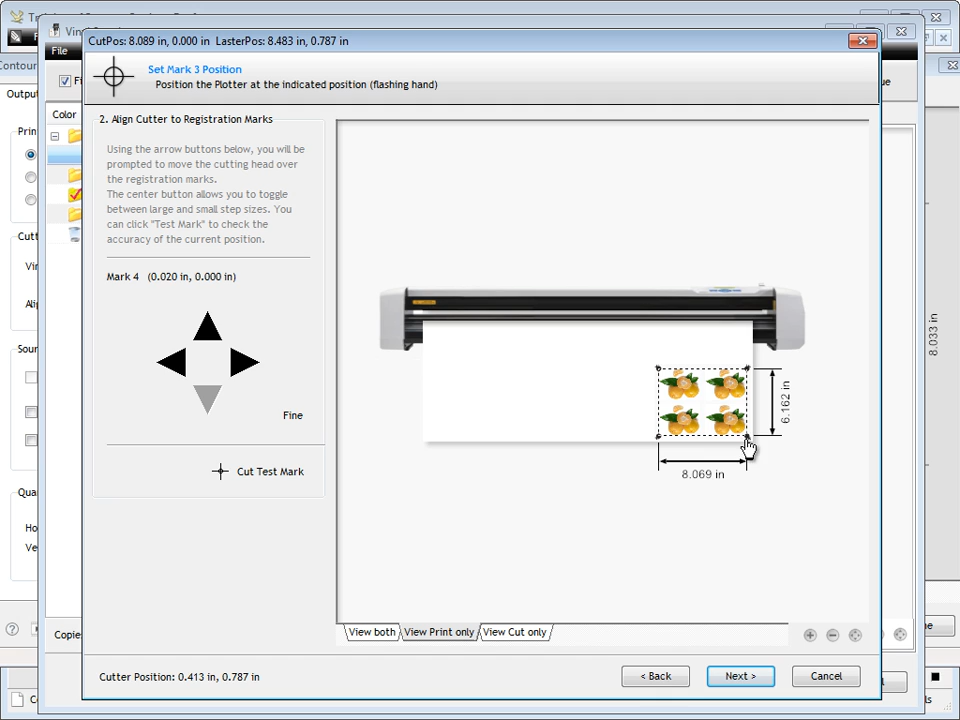 CutPos: 8.089 in, 0.000 in LasterPos: 8.483 in, 0.787 in
File
Contour
Set Mark 3 Position
Position the Plotter at the indicated position (flashing hand)
Output
Color
2. Align Cutter to Registration Marks
Using the arrow buttons below, you will be
prompted to move the cutting head over
the registration marks.
The center button allows you to toggle
between large and small step sizes. You
can click "Test Mark" to check the
accuracy of the current position.
Mark 4 (0.020 in, 0.000 in)
Fine
Cut Test Mark
6.162 in
8.069 in
8.033 in
View both
View Print only
View Cut only
Cutter Position: 0.413 in, 0.787 in
< Back
Next >
Cancel